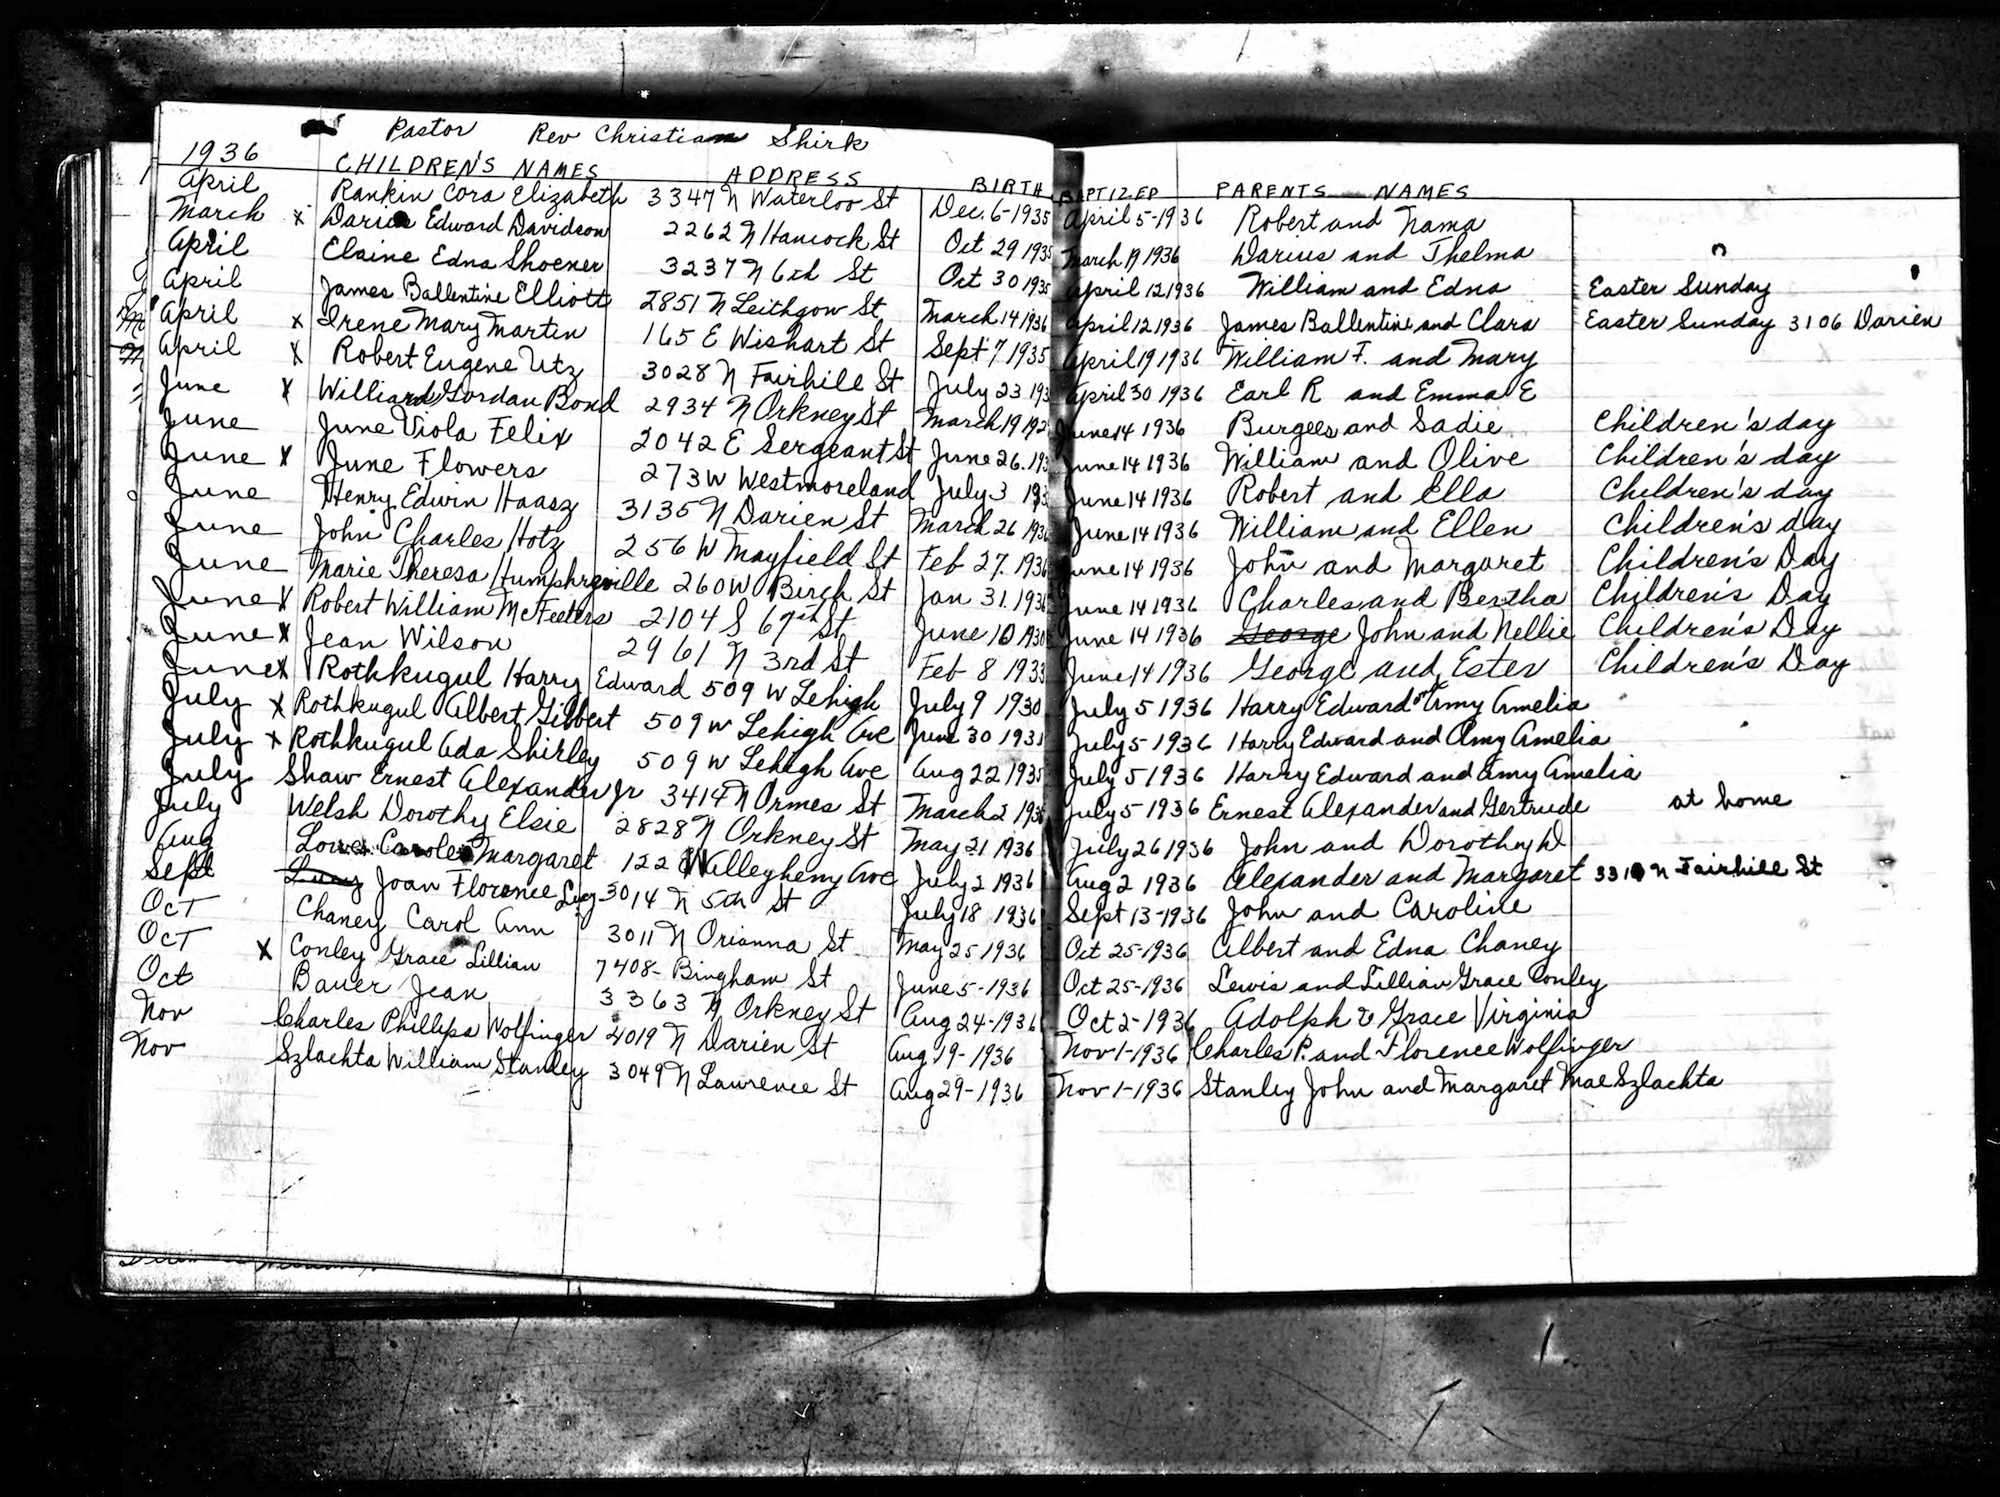 Pastor Rev Christian Shirk
1936 CHILDREN'S NAMES ADDRESS BIRTH BAPTIZED PARENTS NAMES
April Rankin Cora Elizabeth 3347 N Waterloo St Dec. 6-1935 April 5-1936 Robert and Nama
March x Darius Edward Davidson 2262 N Hancock St Oct 29 1935 March 19 1936 Darius and Thelma
April Elaine Edna Shoener 3237 N 6th St Oct 30 1935 April 12 1936 William and Edna Easter Sunday
April James Ballentine Elliott 2851 N Leithgow St March 14 1936 April 12 1936 James Ballentine and Clara Easter Sunday 3106 Darien
April x Irene Mary Martin 165 E Wishart St Sept 7 1935 April 19 1936 William F. and Mary
April x Robert Eugene Utz 3028 N Fairhill St July 23 193 April 30 1936 Earl R and Emma E
June x Williard Gordan Bond 2934 N Orkney St March 19 192 June 14 1936 Burgees and Sadie Children's day
June June Viola Felix 2042 E Sergeant St June 26. 193 June 14 1936 William and Olive Children's day
June x June Flowers 273 W Westmoreland July 3 193 June 14 1936 Robert and Ella Children's day
June Henry Edwin Haasz 3135 N Darien St March 26 1936 June 14 1936 William and Ellen Children's day
June John Charles Hotz 256 W Mayfield St Feb 27. 1936 June 14 1936 John and Margaret Children's Day
June Marie Theresa Humphreyville 260 W Birch St Jan 31. 1936 June 14 1936 Charles and Bertha Children's Day
June x Robert William McFeeters 2104 S 67th St June 10 1930 June 14 1936 George John and Nellie Children's Day
June x Jean Wilson 2961 N 3rd St Feb 8 1933 June 14 1936 George and Ester Children's Day
June x Rothkugul Harry Edward 509 W Lehigh July 9 1930 July 5 1936 Harry Edward and Amy Amelia
July x Rothkugul Albert Gilbert 509 W Lehigh Ave June 30 1931 July 5 1936 Harry Edward and Amy Amelia
July x Rothkugul Ada Shirley 509 W Lehigh Ave Aug 22 1935 July 5 1936 Harry Edward and Amy Amelia
July Shaw Ernest Alexander Jr 3414 N Ormes St March 2 1936 July 5 1936 Ernest Alexander and Gertrude at home
July Welsh Dorothy Elsie 2828 N Orkney St May 21 1936 July 26 1936 John and Dorothy D
Aug Lowe Carole Margaret 122 W Allegheny Ave July 2 1936 Aug 2 1936 Alexander and Margaret 3310 N Fairhill St
Sept Joan Florence 3014 N 5th St July 18 1936 Sept 13-1936 John and Caroline
Oct Chaney Carol Ann 3011 N Orianna St May 25 1936 Oct 25-1936 Albert and Edna Chaney
Oct x Conley Grace Lillian 7408- Bingham St June 5-1936 Oct 25-1936 Lewis and Lillian Grace Conley
Oct Bauer Jean 3363 N Orkney St Aug 24-1936 Oct 2-1936 Adolph & Grace Virginia
Nov Charles Phillips Wolfinger 4019 N Darien St Aug 19-1936 Nov 1-1936 Charles P. and Florence Wolfinger
Nov Szlachta William Stanley 3049 N Lawrence St Aug 29-1936 Nov 1-1936 Stanley John and Margaret Mae Szlachta